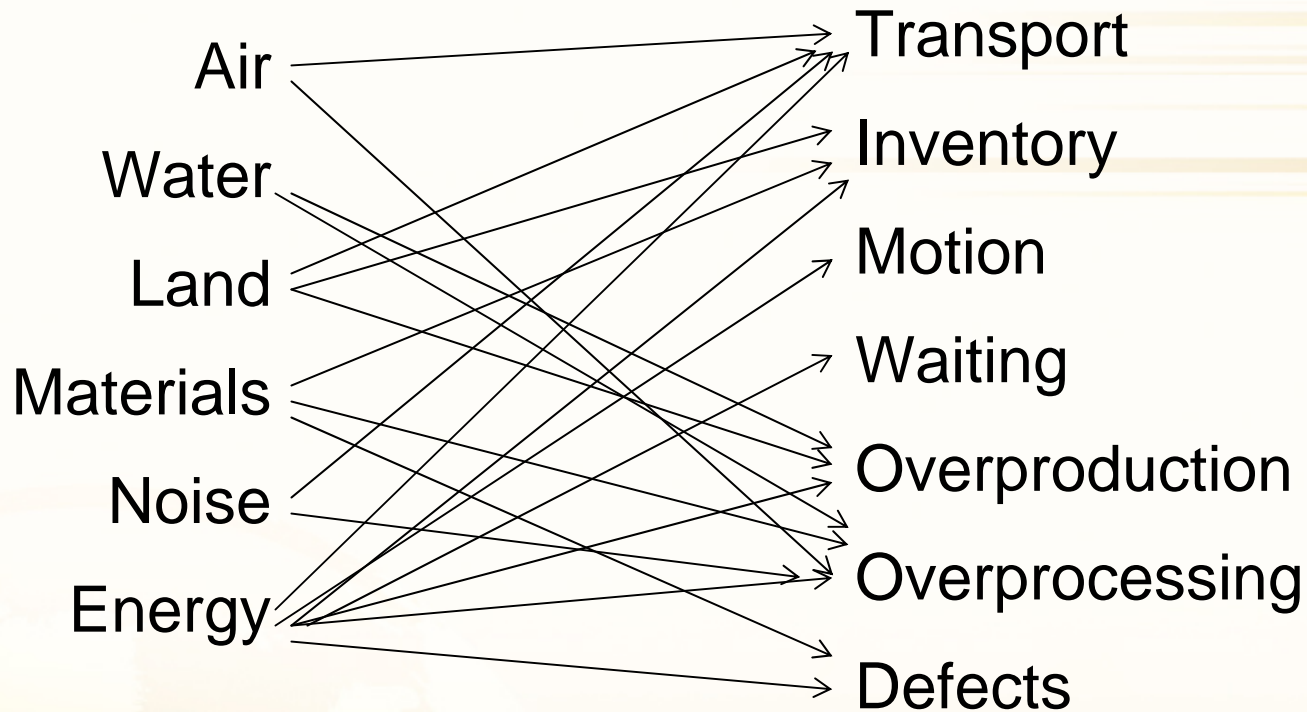 Air
Water
Land
Materials
Noise
Energy
Transport
Inventory
Motion
Waiting
Overproduction
Overprocessing
Defects